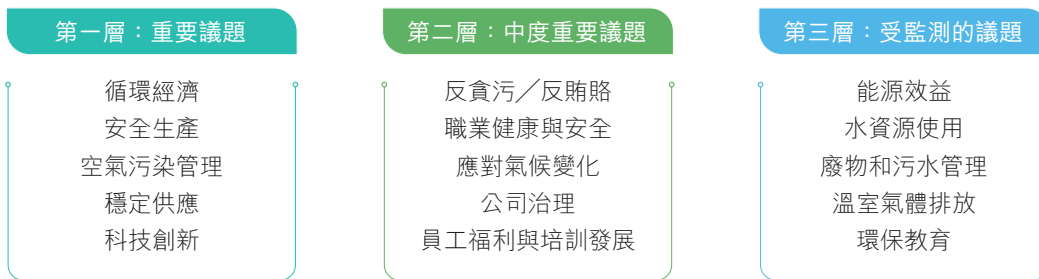 第一層：重要議題
循環經濟
安全生產
空氣污染管理
穩定供應
科技創新
第二層：中度重要議題
反貪污／反賄賂
職業健康與安全
應對氣候變化
公司治理
員工福利與培訓發展
第三層：受監測的議題
能源效益
水資源使用
廢物和污水管理
溫室氣體排放
環保教育